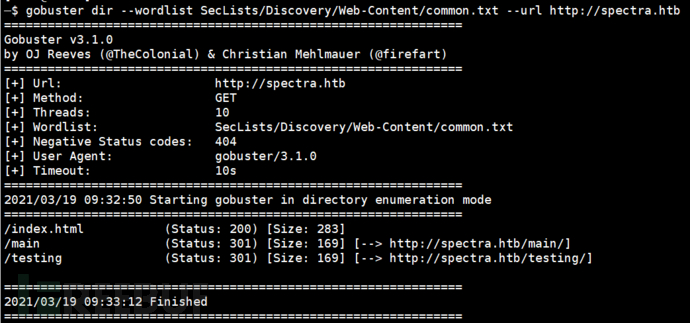 —$ gobuster dir --wordlist SecLists/Discovery/Web-Content/common.txt --url http://spectra.htb
===============================================================
Gobuster v3.1.0
by OJ Reeves (@TheColonial) & Christian Mehlmauer (@firefart)
===============================================================
[+] Url: http://spectra.htb
[+] Method: GET
[+] Threads: 10
[+] Wordlist: SecLists/Discovery/Web-Content/common.txt
[+] Negative Status codes: 404
[+] User Agent: gobuster/3.1.0
[+] Timeout: 10s
===============================================================
2021/03/19 09:32:50 Starting gobuster in directory enumeration mode
===============================================================
/index.html (Status: 200) [Size: 283]
/main (Status: 301) [Size: 169] [--> http://spectra.htb/main/]
/testing (Status: 301) [Size: 169] [--> http://spectra.htb/testing/]

===============================================================
2021/03/19 09:33:12 Finished
===============================================================